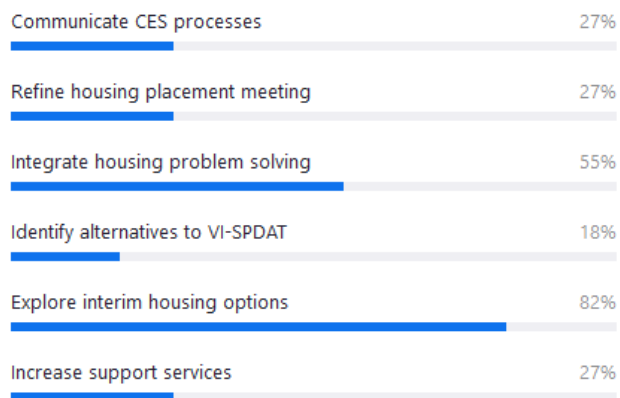 Communicate CES processes 27%
Refine housing placement meeting 27%
Integrate housing problem solving 55%
Identify alternatives to VI-SPDAT 18%
Explore interim housing options 82%
Increase support services 27%